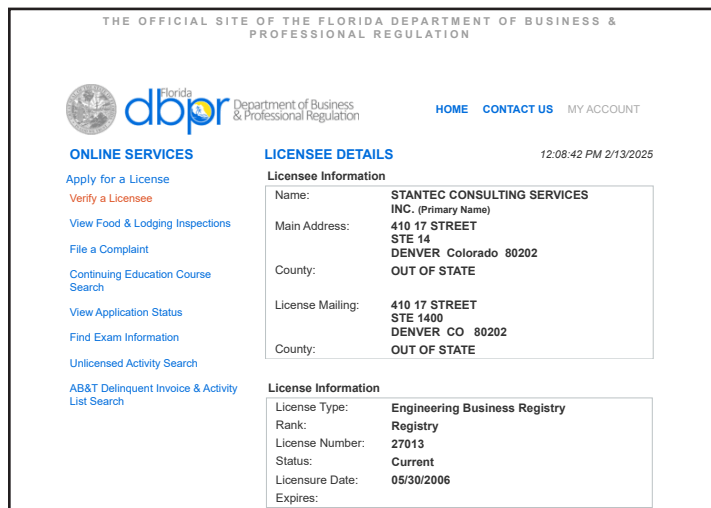 THE OFFICIAL SITE OF THE FLORIDA DEPARTMENT OF BUSINESS &
PROFESSIONAL REGULATION
Florida
dbpr Department of Business
& Professional Regulation
HOME CONTACT US MY ACCOUNT
ONLINE SERVICES
Apply for a License
Verify a Licensee
View Food & Lodging Inspections
File a Complaint
Continuing Education Course
Search
View Application Status
Find Exam Information
Unlicensed Activity Search
AB&T Delinquent Invoice & Activity
List Search
LICENSEE DETAILS 12:08:42 PM 2/13/2025
Licensee Information
Name: STANTEC CONSULTING SERVICES
INC. (Primary Name)
Main Address: 410 17 STREET
STE 14
DENVER Colorado 80202
County: OUT OF STATE
License Mailing: 410 17 STREET
STE 1400
DENVER CO 80202
County: OUT OF STATE
License Information
License Type: Engineering Business Registry
Rank: Registry
License Number: 27013
Status: Current
Licensure Date: 05/30/2006
Expires: